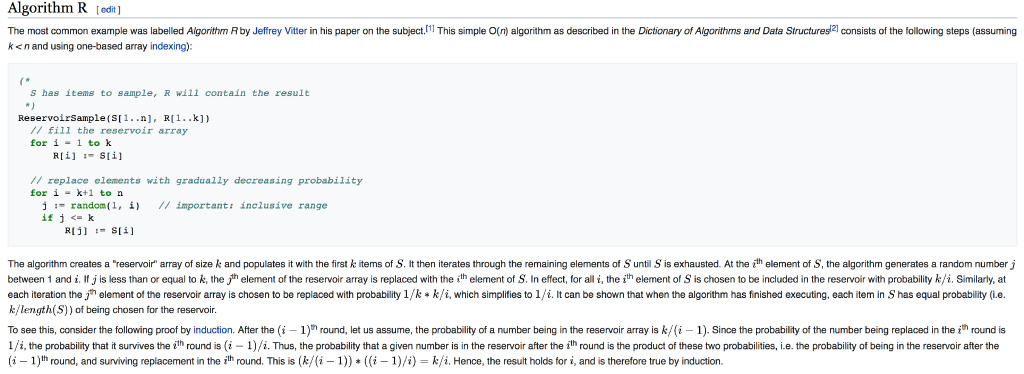 Algorithm R [ edit ]
The most common example was labelled Algorithm R by Jeffrey Vitter in his paper on the subject.[1] This simple O(n) algorithm as described in the Dictionary of Algorithms and Data Structures[2] consists of the following steps (assuming
k < n and using one-based array indexing):
(*
S has items to sample, R will contain the result
*)
ReservoirSample(S[1..n], R[1..k])
// fill the reservoir array
for i = 1 to k
R[i] := S[i]
// replace elements with gradually decreasing probability
for i = k+1 to n
j := random(1, i) // important: inclusive range
if j <= k
R[j] := S[i]
The algorithm creates a "reservoir" array of size k and populates it with the first k items of S. It then iterates through the remaining elements of S until S is exhausted. At the ith element of S, the algorithm generates a random number j
between 1 and i. If j is less than or equal to k, the jth element of the reservoir array is replaced with the ith element of S. In effect, for all i, the ith element of S is chosen to be included in the reservoir with probability k/i. Similarly, at
each iteration the jth element of the reservoir array is chosen to be replaced with probability 1/k * k/i, which simplifies to 1/i. It can be shown that when the algorithm has finished executing, each item in S has equal probability (i.e.
k/length(S)) of being chosen for the reservoir.
To see this, consider the following proof by induction. After the (i − 1)th round, let us assume, the probability of a number being in the reservoir array is k/(i − 1). Since the probability of the number being replaced in the ith round is
1/i, the probability that it survives the ith round is (i − 1)/i. Thus, the probability that a given number is in the reservoir after the ith round is the product of these two probabilities, i.e. the probability of being in the reservoir after the
(i − 1)th round, and surviving replacement in the ith round. This is (k/(i − 1)) * ((i − 1)/i) = k/i. Hence, the result holds for i, and is therefore true by induction.